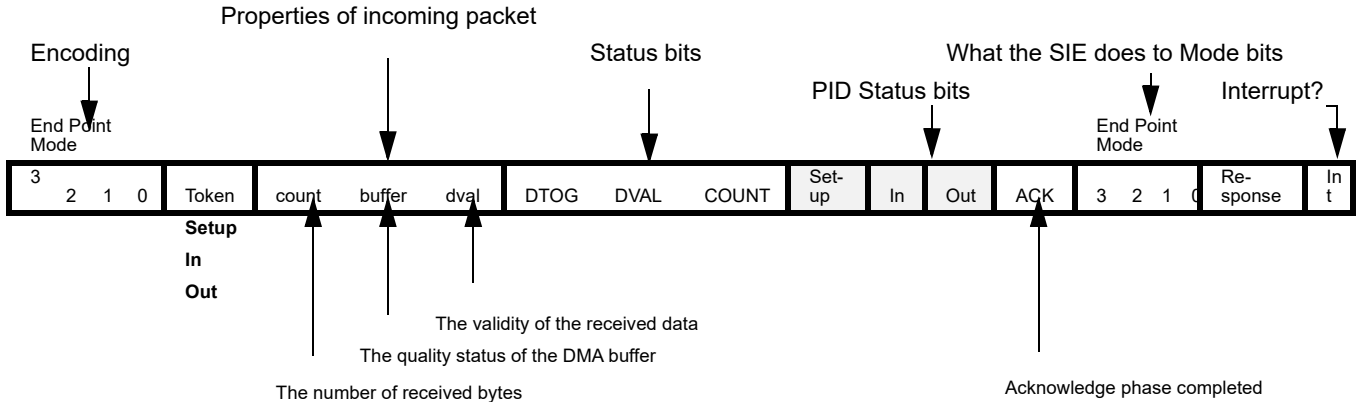 Properties of incoming packet
Encoding
Status bits
What the SIE does to Mode bits
PID Status bits
Interrupt?
End Point
Mode
End Point
Mode
3
2 1 0
Token
count buffer dval
DTOG DVAL COUNT
Set-
up
In
Out
ACK
3 2 1 0
Re-
sponse
In
t
Setup
In
Out
The validity of the received data
The quality status of the DMA buffer
The number of received bytes
Acknowledge phase completed